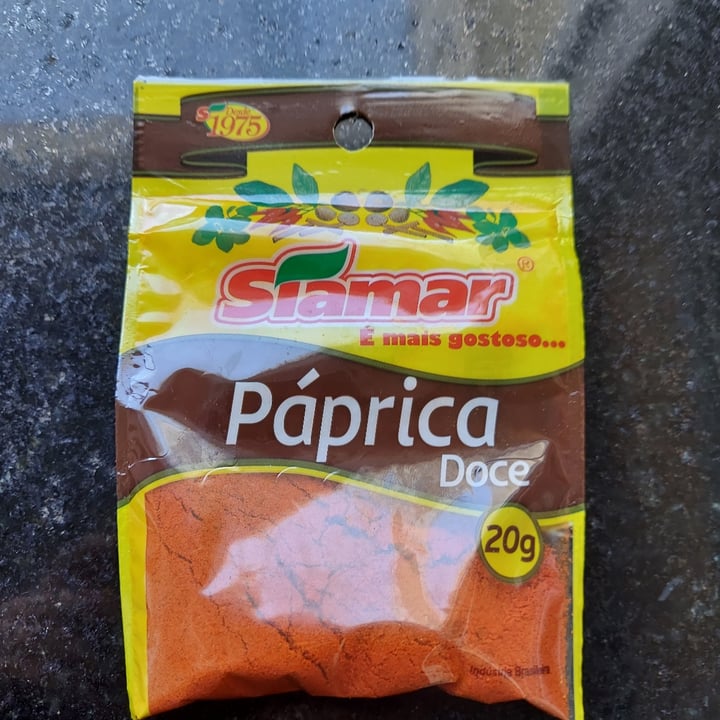 S Desde
1975
Siamar®
É mais gostoso...
Páprica
Doce
20g
Indústria Brasileira